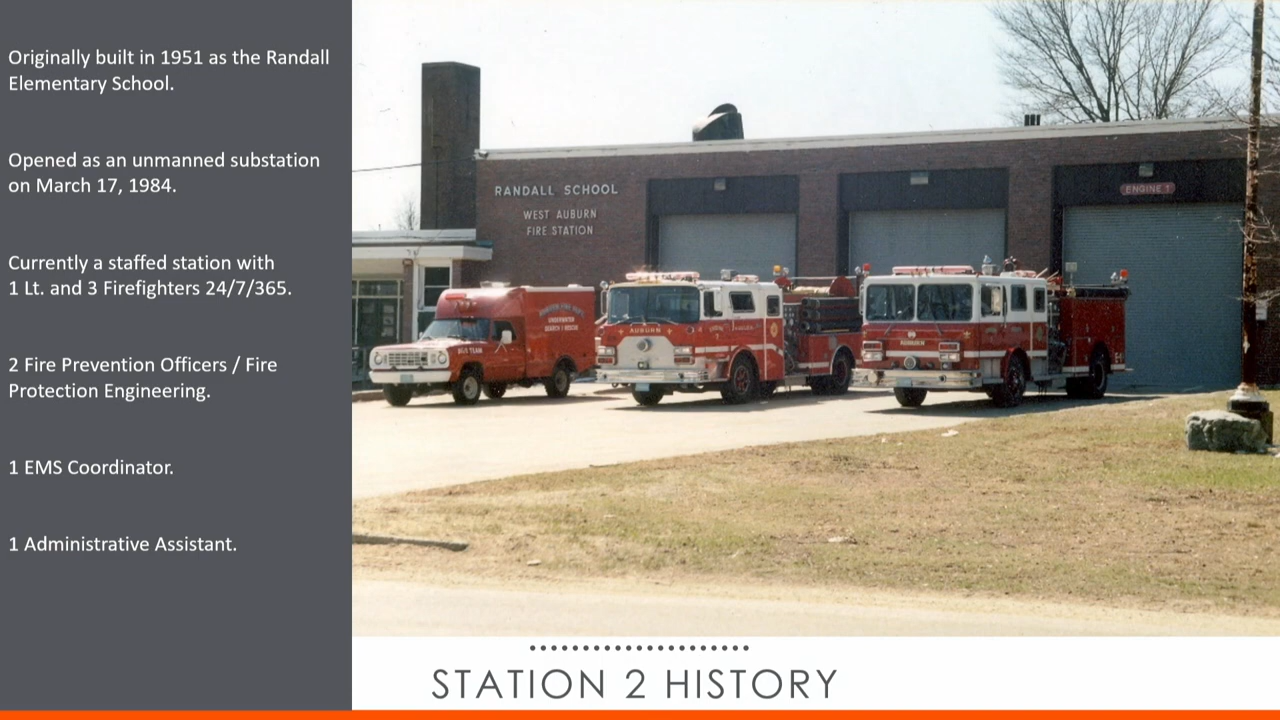 Originally built in 1951 as the Randall
Elementary School.
Opened as an unmanned substation
on March 17, 1984.
Currently a staffed station with
1 Lt. and 3 Firefighters 24/7/365.
2 Fire Prevention Officers / Fire
Protection Engineering.
1 EMS Coordinator.
1 Administrative Assistant.
RANDALL SCHOOL
WEST AUBURN
FIRE STATION
ENGINE 1
AUBURN
AUBURN
STATION 2 HISTORY